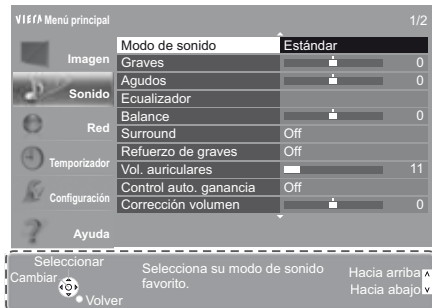 VIErA Menú principal 1/2
Imagen
Sonido
Red
Temporizador
Configuración
Ayuda
Modo de sonido Estándar
Graves 0
Agudos 0
Ecualizador
Balance 0
Surround Off
Refuerzo de graves Off
Vol. auriculares 11
Control auto. ganancia Off
Corrección volumen 0
Seleccionar
Cambiar
Volver
Selecciona su modo de sonido
favorito.
Hacia arriba
Hacia abajo